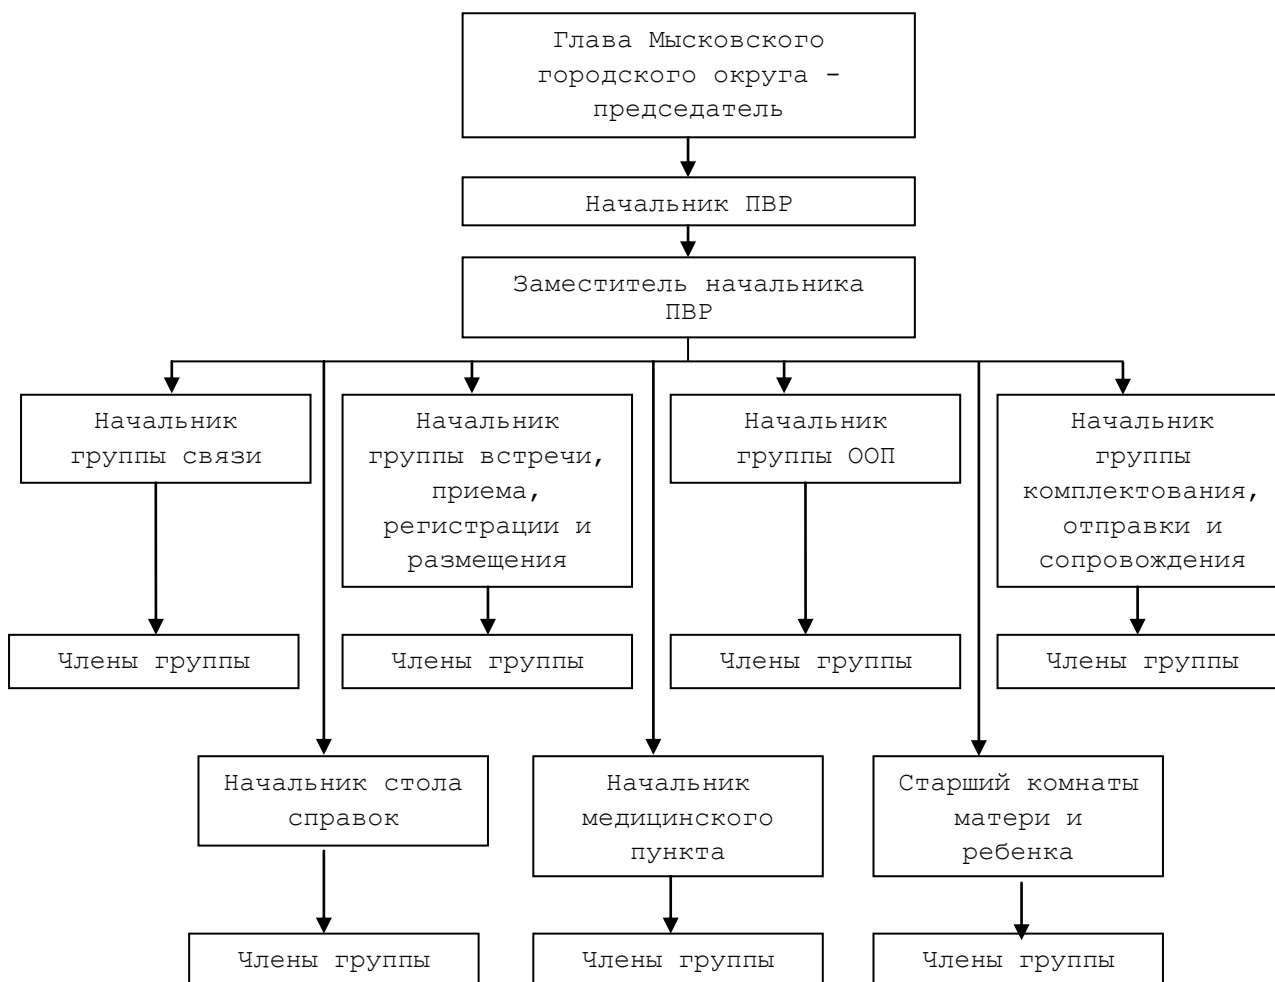 Глава Мысковского
городского округа –
председатель
Начальник ПВР
Заместитель начальника
ПВР
Начальник
группы связи
Начальник
группы встречи,
приема,
регистрации и
размещения
Начальник
группы ООП
Начальник
группы
комплектования,
отправки и
сопровождения
Члены группы
Члены группы
Члены группы
Члены группы
Начальник стола
справок
Начальник
медицинского
пункта
Старший комнаты
матери и
ребенка
Члены группы
Члены группы
Члены группы